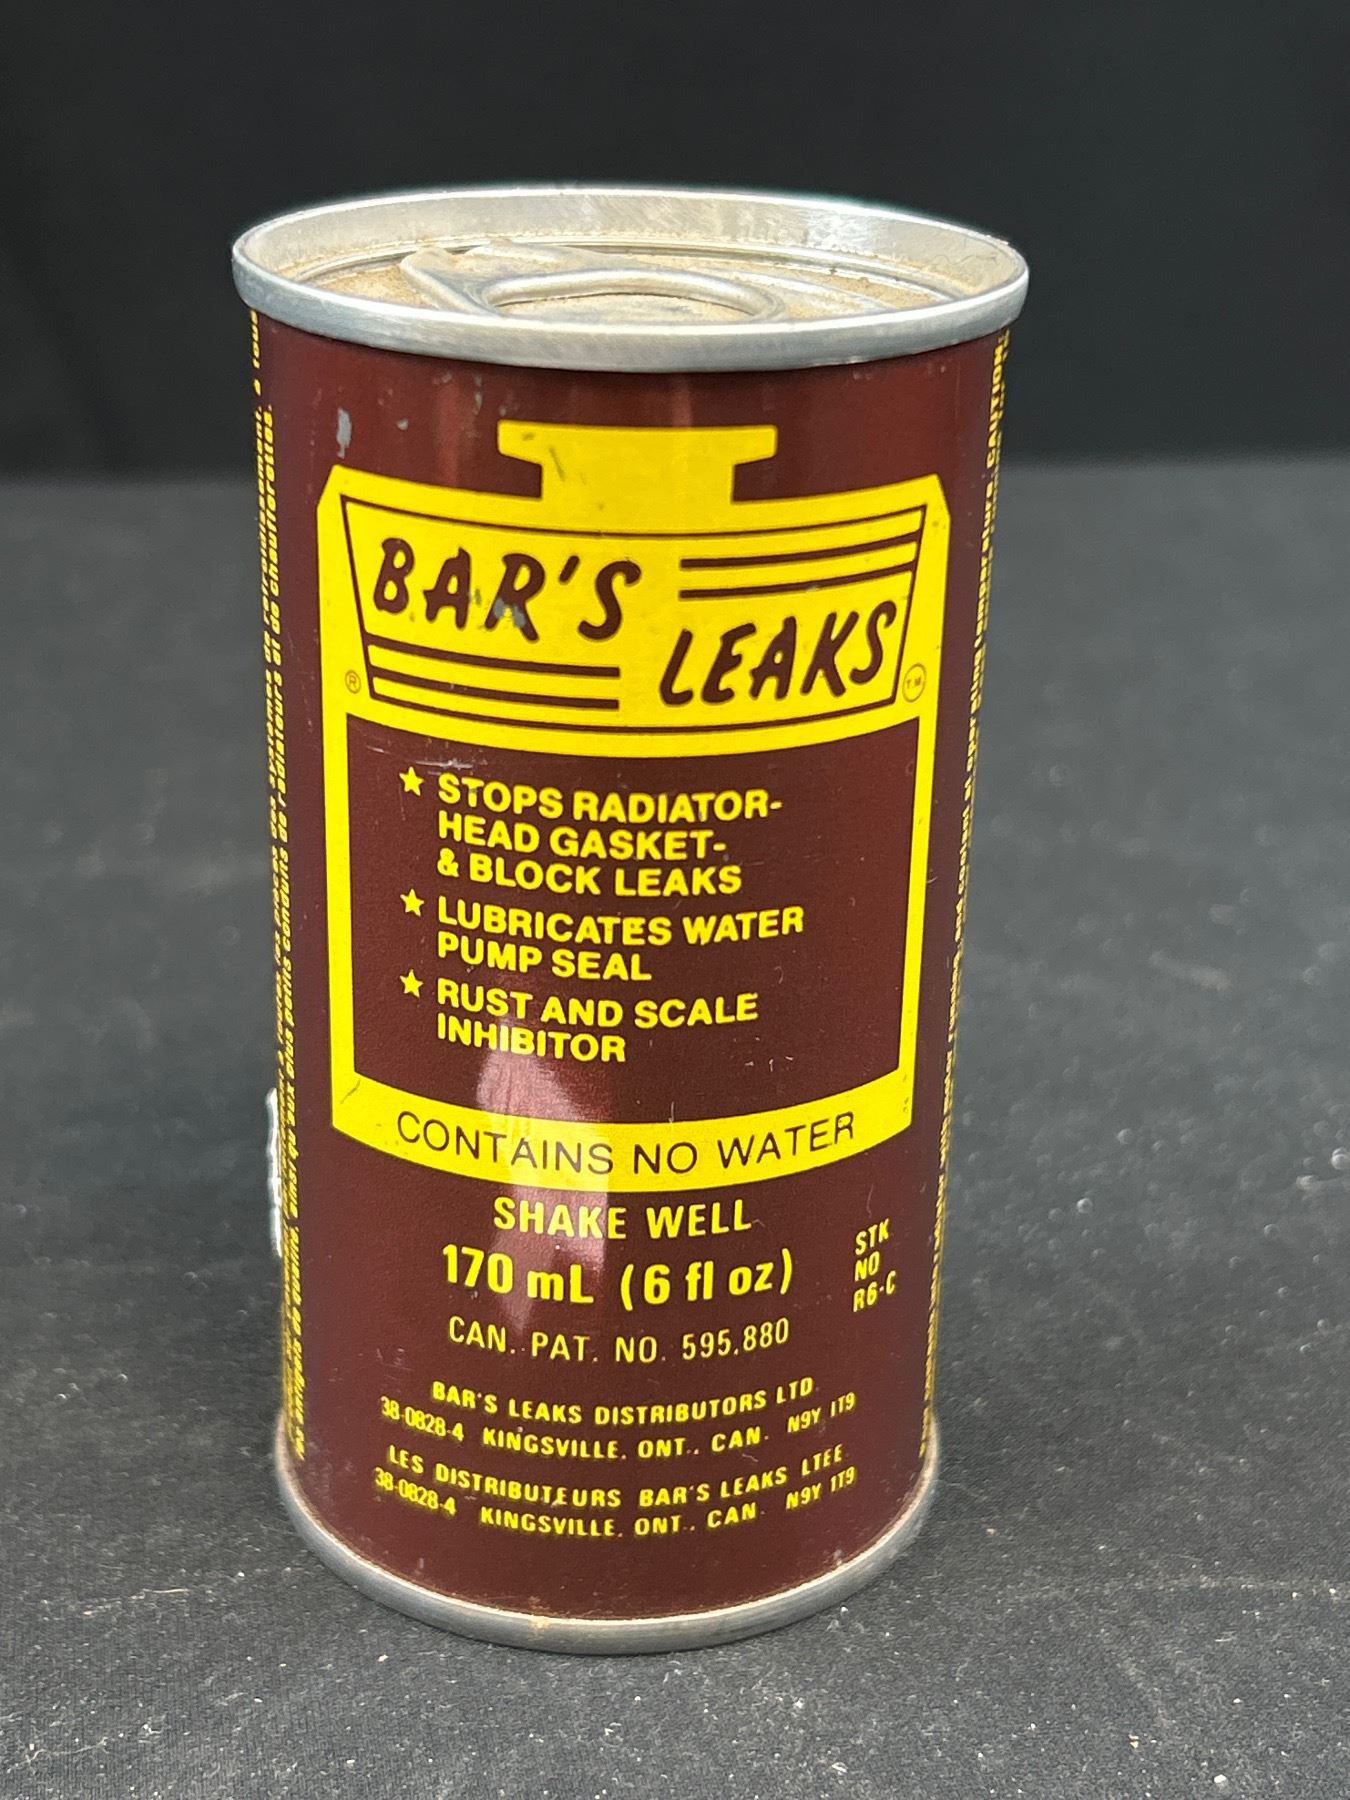 BAR'S
LEAKS
®
T.M.
★ STOPS RADIATOR-
HEAD GASKET-
& BLOCK LEAKS
★ LUBRICATES WATER
PUMP SEAL
★ RUST AND SCALE
INHIBITOR
CONTAINS NO WATER
SHAKE WELL
170 mL (6 fl oz)
STK
NO
R6-C
CAN. PAT. NO. 595,880
BAR'S LEAKS DISTRIBUTORS LTD.
38-0828-4 KINGSVILLE, ONT., CAN. N9Y 1T9
LES DISTRIBUTEURS BAR'S LEAKS LTEE.
38-0828-4 KINGSVILLE, ONT., CAN. N9Y 1T9
CAUTION: